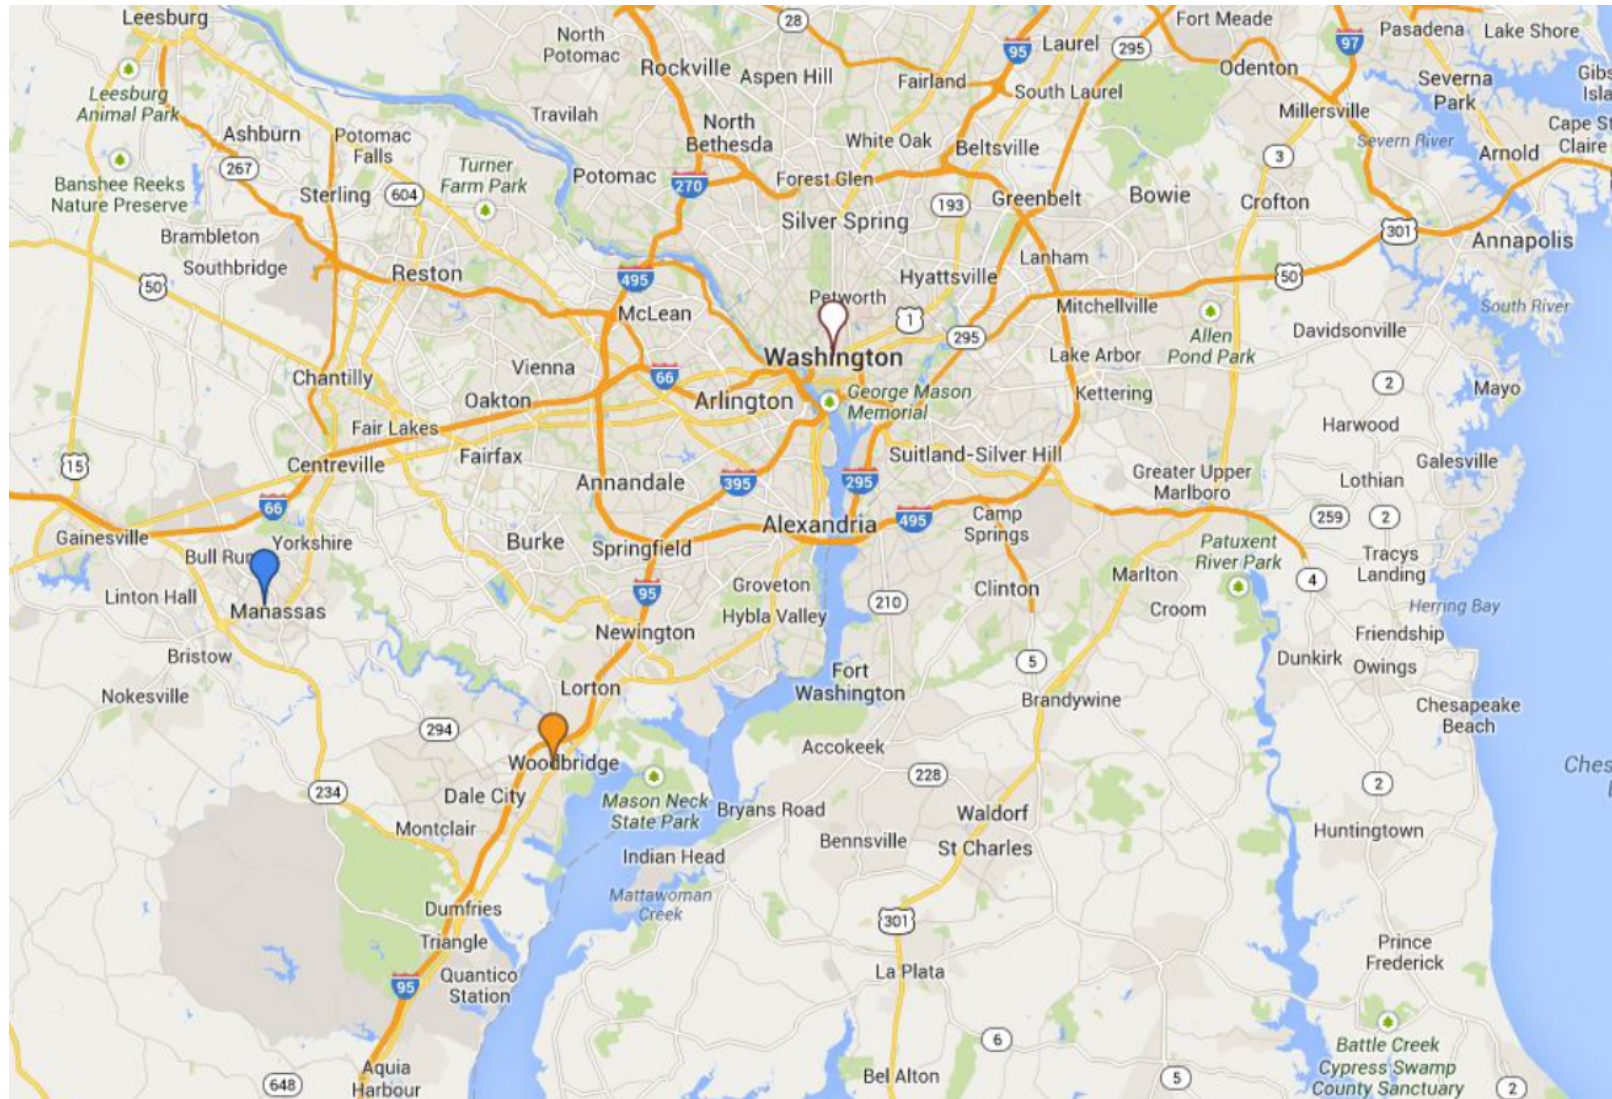 Leesburg
28
North
Potomac
95
Laurel
295
Fort Meade
97
Pasadena
Lake Shore
Rockville
Aspen Hill
Fairland
South Laurel
Odenton
Severna
Park
Leesburg
Animal Park
Travilah
Millersville
Ashburn
Potomac
Falls
North
Bethesda
White Oak
Beltsville
Severn River
Cape St
Claire
Arnold
267
Turner
Farm Park
3
Banshee Reeks
Nature Preserve
Sterling
604
Potomac
270
Forest Glen
193
Greenbelt
Bowie
Crofton
Silver Spring
301
Annapolis
Brambleton
Southbridge
Reston
495
Hyattsville
Lanham
50
50
Petworth
Mitchellville
South River
McLean
1
295
Allen
Pond Park
Davidsonville
Washington
Lake Arbor
Vienna
66
Chantilly
Oakton
Arlington
George Mason
Memorial
Kettering
2
Mayo
Fair Lakes
Harwood
Centreville
Fairfax
Suitland-Silver Hill
Galesville
15
Annandale
395
295
Greater Upper
Marlboro
Lothian
66
Alexandria
495
Camp
Springs
259
2
Gainesville
Yorkshire
Bull Run
Burke
Springfield
Patuxent
River Park
Tracys
Landing
Linton Hall
Manassas
95
Groveton
Hybla Valley
210
Clinton
Marlton
Croom
4
Herring Bay
Newington
Friendship
Bristow
Nokesville
Lorton
Fort
Washington
5
Brandywine
Dunkirk
Owings
Chesapeake
Beach
294
Woodbridge
Accokeek
228
234
Dale City
Mason Neck
State Park
Bryans Road
Waldorf
2
Montclair
Bennsville
St Charles
Huntingtown
Indian Head
Mattawoman
Creek
Dumfries
301
Triangle
Prince
Frederick
95
Quantico
Station
La Plata
6
Battle Creek
Cypress Swamp
County Sanctuary
Aquia
Harbour
648
Bel Alton
5
2